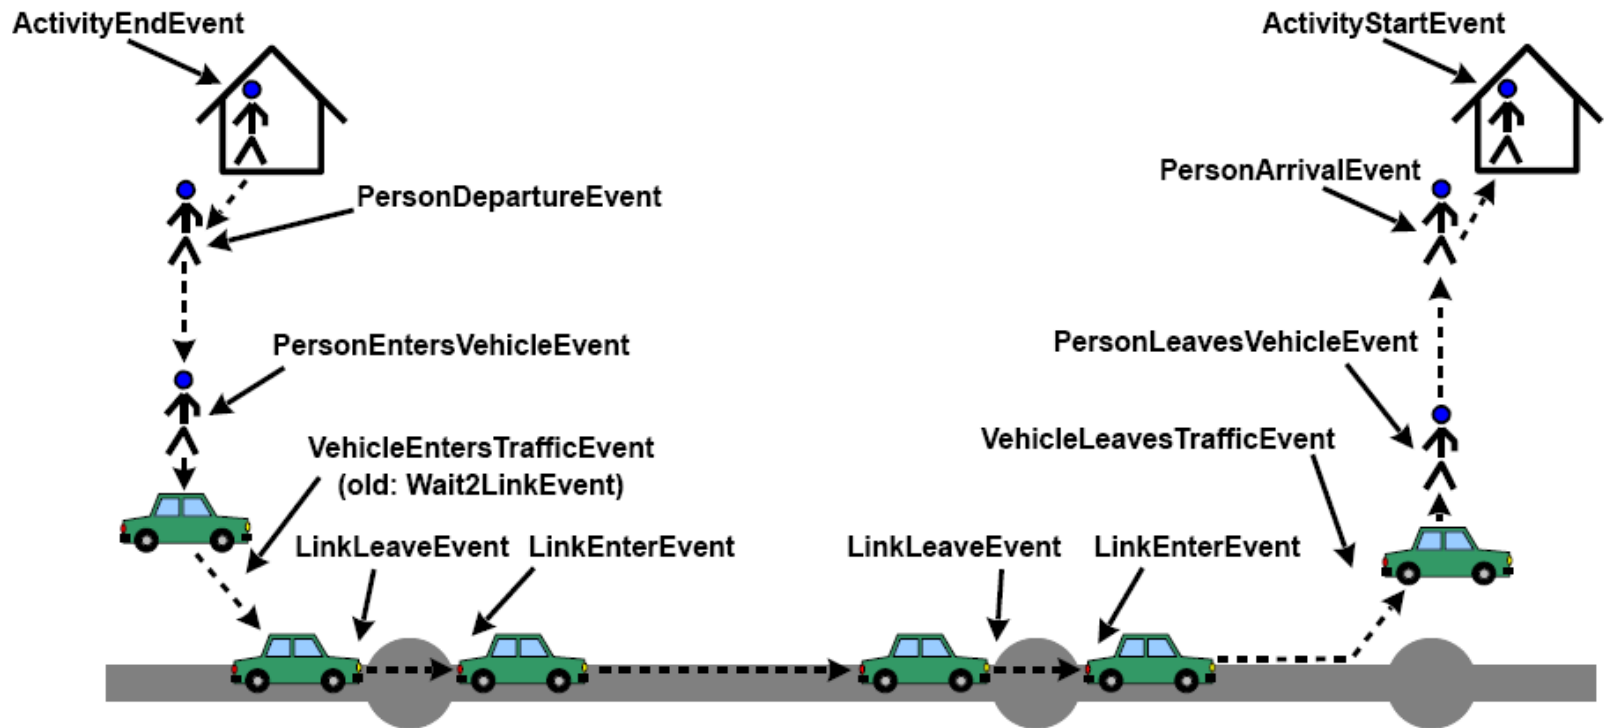 ActivityEndEvent
ActivityStartEvent
PersonDepartureEvent
PersonArrivalEvent
PersonEntersVehicleEvent
PersonLeavesVehicleEvent
VehicleEntersTrafficEvent
(old: Wait2LinkEvent)
VehicleLeavesTrafficEvent
LinkLeaveEvent
LinkEnterEvent
LinkLeaveEvent
LinkEnterEvent